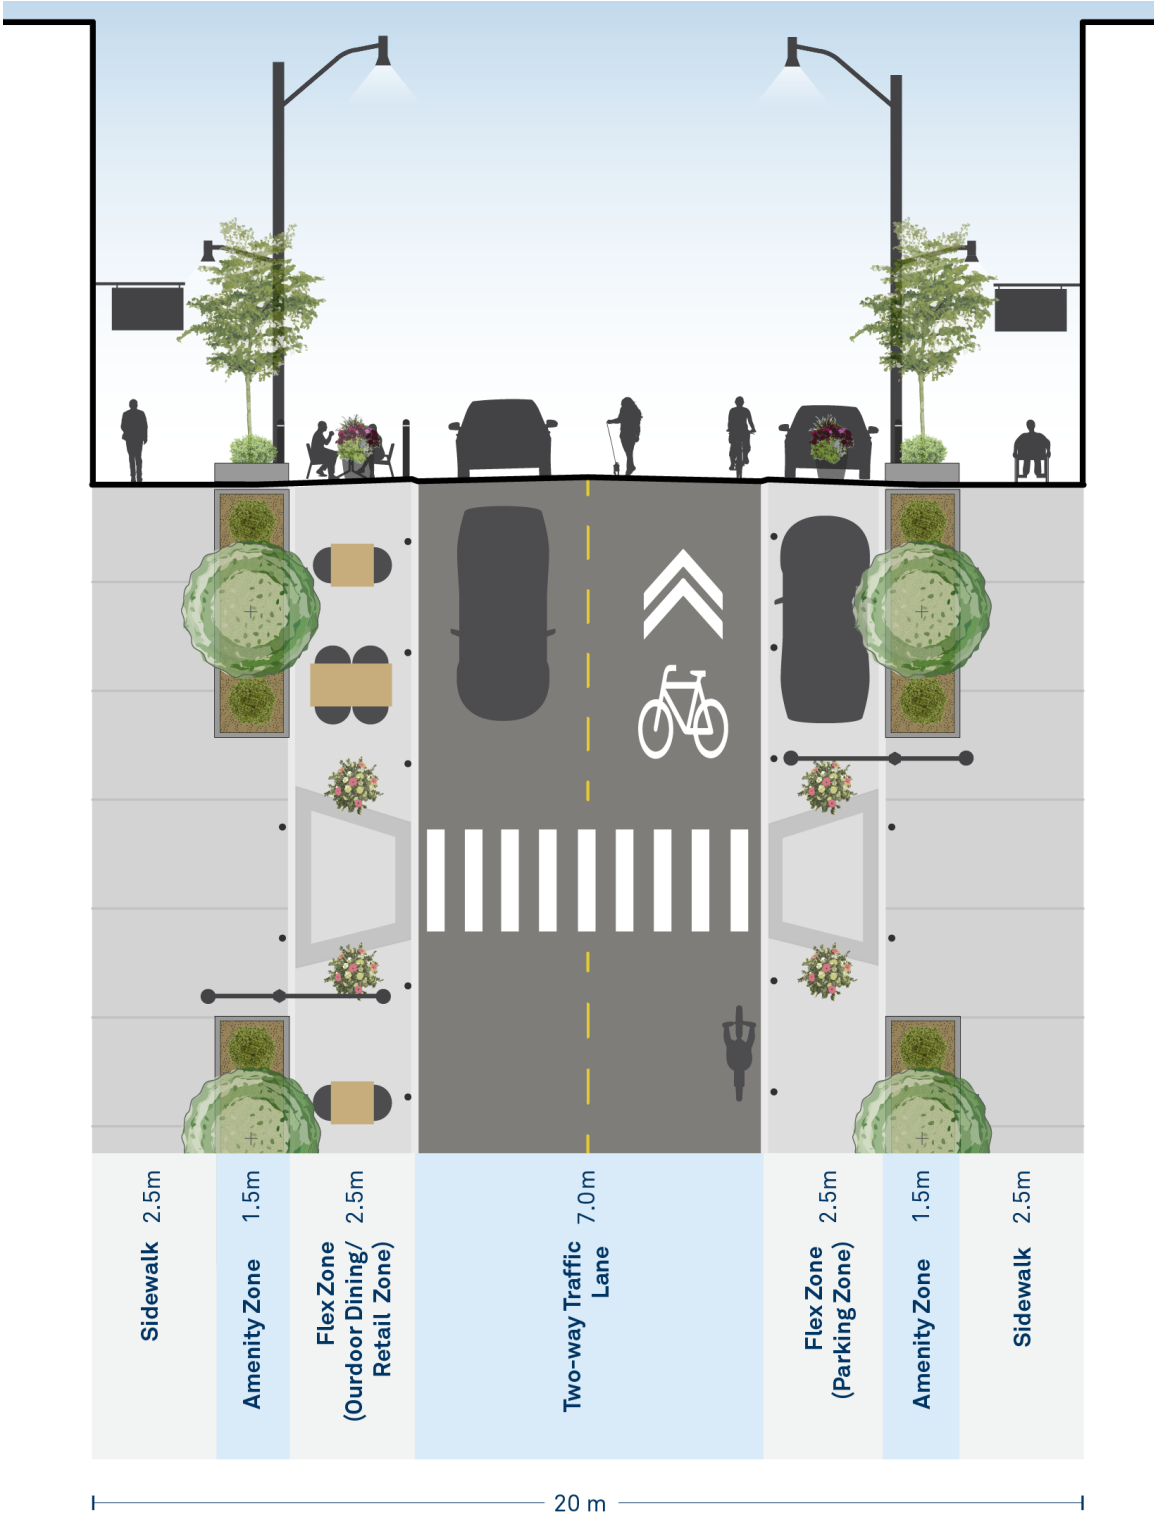 Sidewalk 2.5m
Amenity Zone 1.5m
Flex Zone 2.5m
(Ourdoor Dining/
Retail Zone)
Two-way Traffic 7.0m
Lane
Flex Zone 2.5m
(Parking Zone)
Amenity Zone 1.5m
Sidewalk 2.5m
20 m